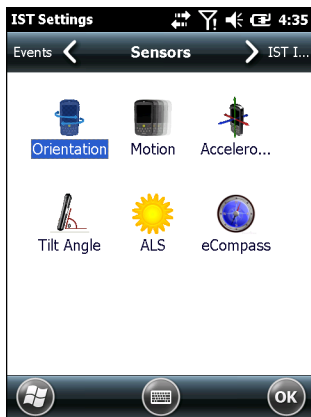 IST Settings 4:35
Events Sensors IST I...
Orientation Motion Accelero...
Tilt Angle ALS eCompass
OK